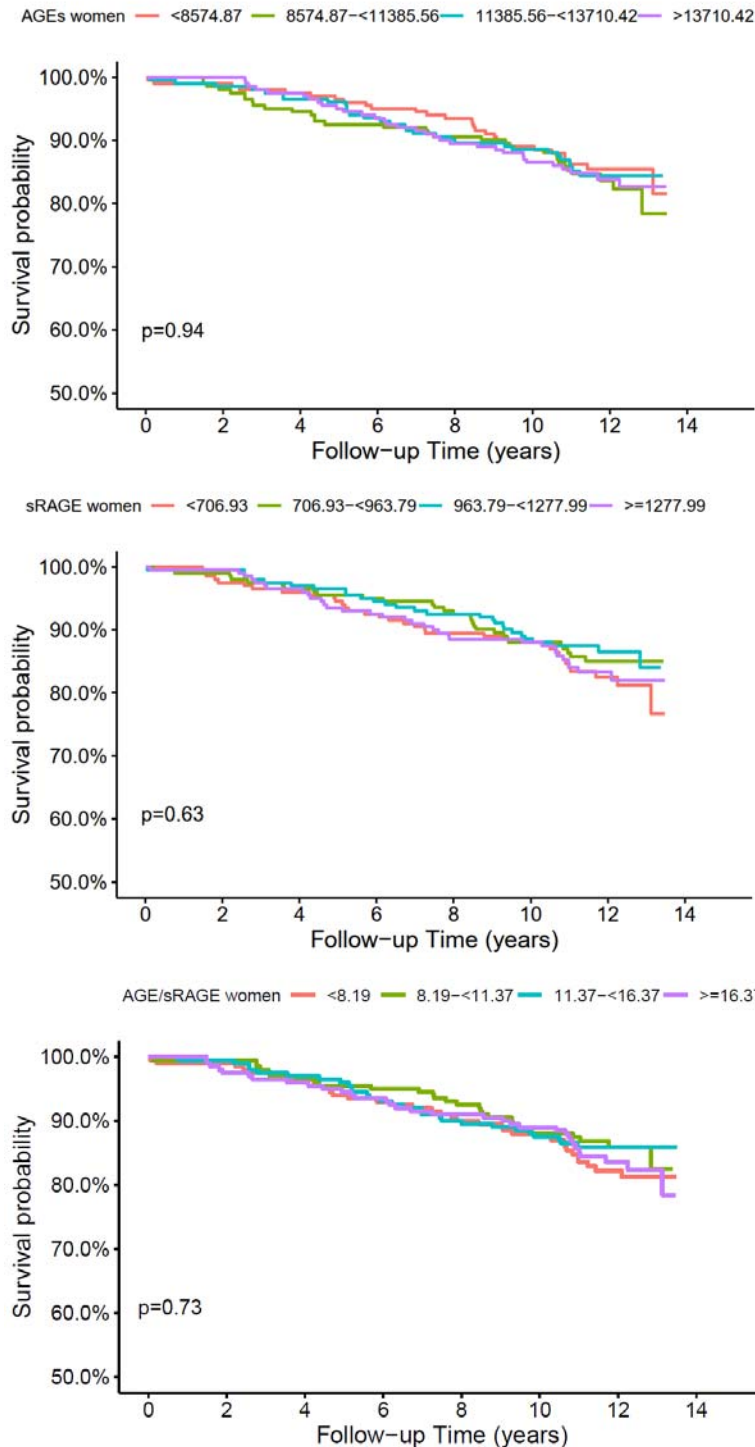 AGEs women <8574.87 8574.87−<11385.56 11385.56−<13710.42 >13710.42
100.0%
90.0%
80.0%
70.0%
60.0%
50.0%
Survival probability
p=0.94
0 2 4 6 8 10 12 14
Follow−up Time (years)
sRAGE women <706.93 706.93−<963.79 963.79−<1277.99 >=1277.99
100.0%
90.0%
80.0%
70.0%
60.0%
50.0%
Survival probability
p=0.63
0 2 4 6 8 10 12 14
Follow−up Time (years)
AGE/sRAGE women <8.19 8.19−<11.37 11.37−<16.37 >=16.3
100.0%
90.0%
80.0%
70.0%
60.0%
50.0%
Survival probability
p=0.73
0 2 4 6 8 10 12 14
Follow−up Time (years)